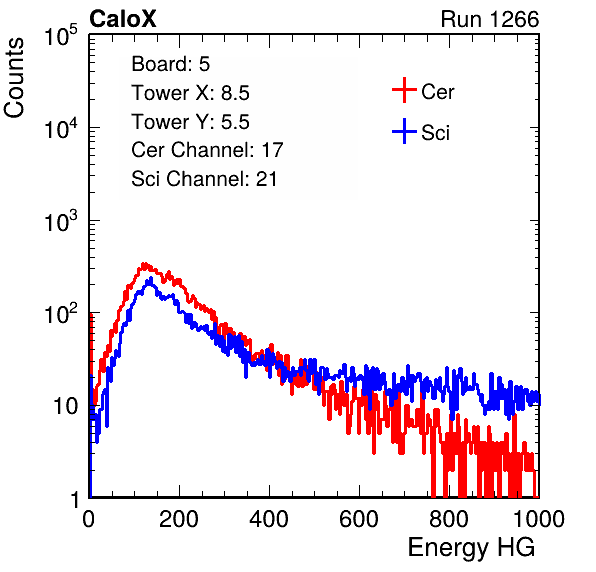 CaloX Run 1266
Counts
Board: 5
Tower X: 8.5
Tower Y: 5.5
Cer Channel: 17
Sci Channel: 21
Cer
Sci
10^5
10^4
10^3
10^2
10
1
0 200 400 600 800 1000
Energy HG